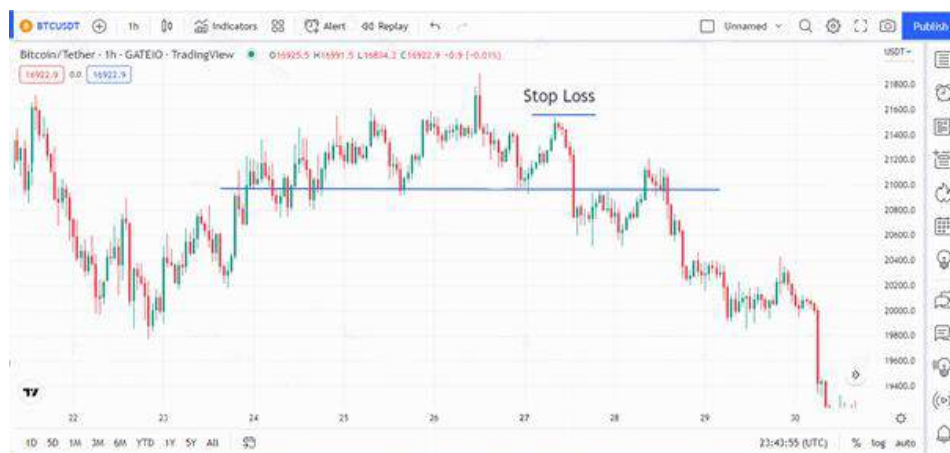 BTCUSDT 1h Indicators Alert Replay Unnamed Publish
Bitcoin/Tether · 1h · GATEIO · TradingView O16925.5 H16991.5 L16834.2 C16922.9 -0.9 (-0.01%) USDT
16922.9 0.0 16922.9
21800.0
Stop Loss
21600.0
21400.0
21200.0
21000.0
20800.0
20600.0
20400.0
20200.0
20000.0
19800.0
19600.0
19400.0
22 23 24 25 26 27 28 29 30
1D 5D 1M 3M 6M YTD 1Y 5Y All 23:43:55 (UTC) % log auto